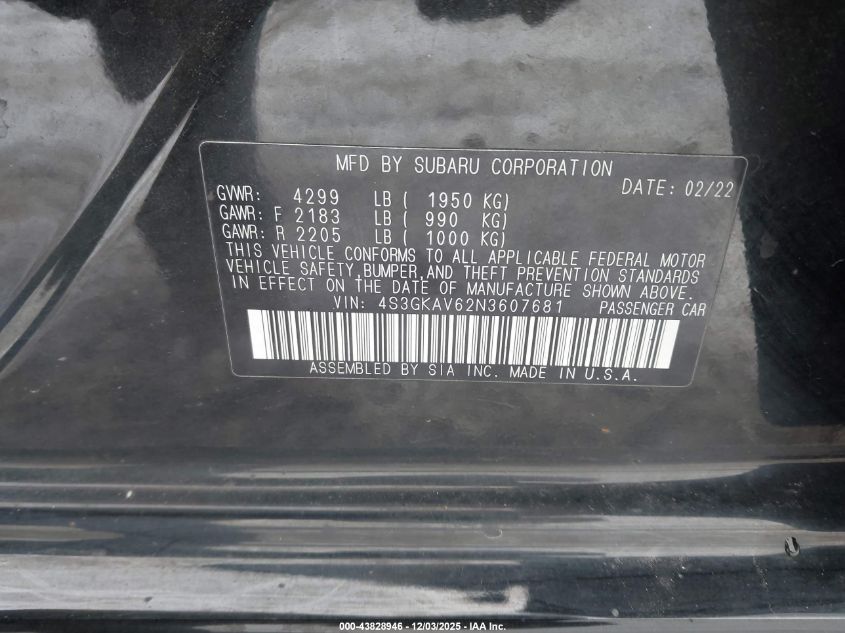 MFD BY SUBARU CORPORATION
DATE: 02/22
GVWR: 4299 LB ( 1950 KG)
GAWR: F 2183 LB ( 990 KG)
GAWR: R 2205 LB ( 1000 KG)
THIS VEHICLE CONFORMS TO ALL APPLICABLE FEDERAL MOTOR
VEHICLE SAFETY,BUMPER,AND THEFT PREVENTION STANDARDS
IN EFFECT ON THE DATE OF MANUFACTURE SHOWN ABOVE.
VIN: 4S3GKAV62N3607681 PASSENGER CAR
ASSEMBLED BY SIA INC. MADE IN U.S.A.
000-43828946 - 12/03/2025 - IAA Inc.